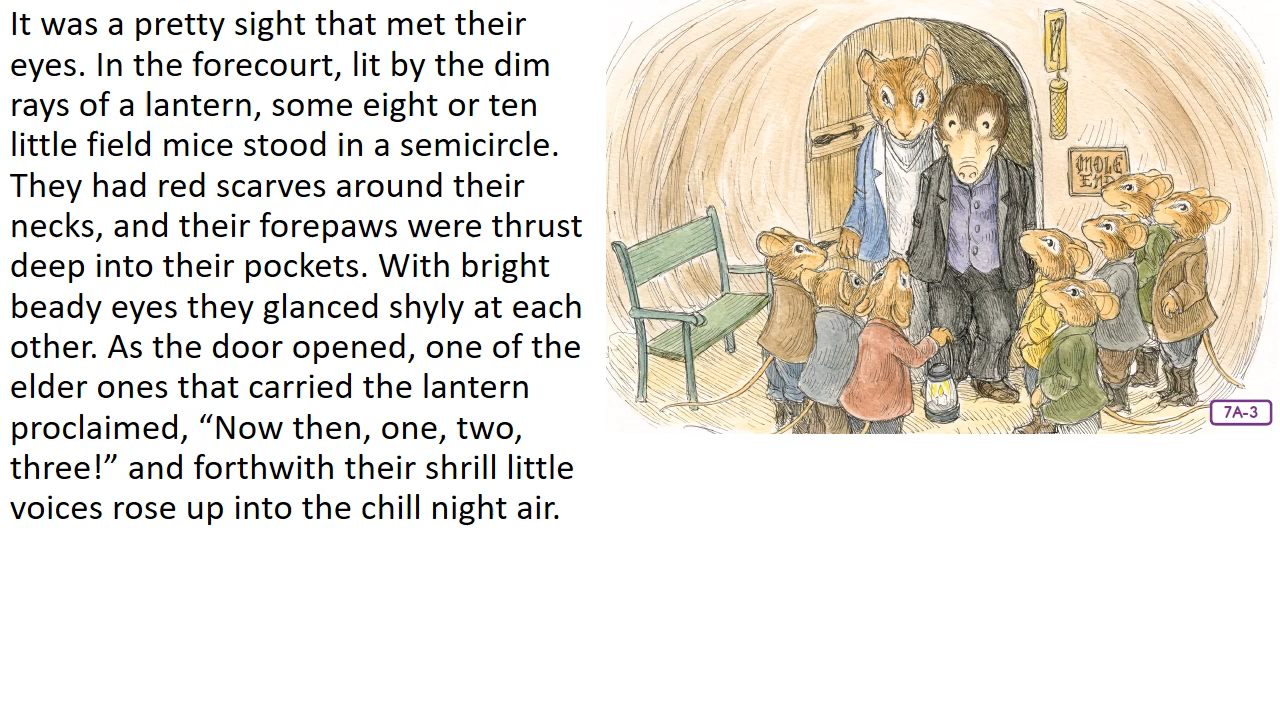 It was a pretty sight that met their
eyes. In the forecourt, lit by the dim
rays of a lantern, some eight or ten
little field mice stood in a semicircle.
They had red scarves around their
necks, and their forepaws were thrust
deep into their pockets. With bright
beady eyes they glanced shyly at each
other. As the door opened, one of the
elder ones that carried the lantern
proclaimed, “Now then, one, two,
three!” and forthwith their shrill little
voices rose up into the chill night air.
MOLE
END
7A-3